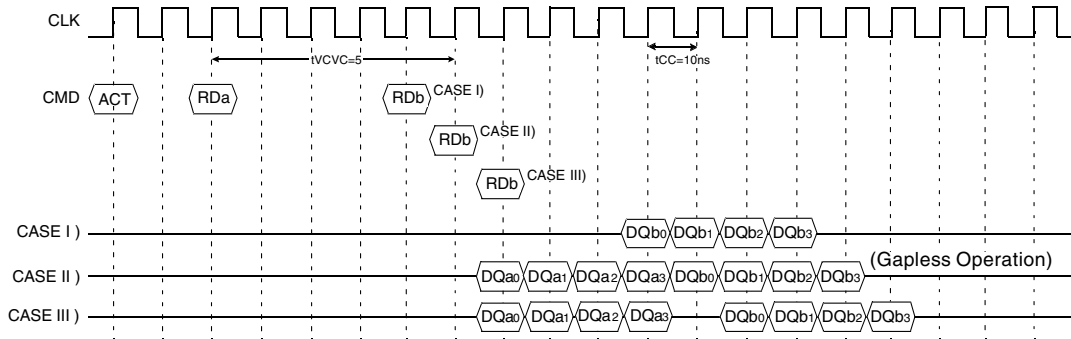 CLK
tVCVC=5
tCC=10ns
CMD ACT RDa RDb CASE I)
RDb CASE II)
RDb CASE III)
CASE I ) DQb0 DQb1 DQb2 DQb3
(Gapless Operation)
CASE II ) DQa0 DQa1 DQa2 DQa3 DQb0 DQb1 DQb2 DQb3
CASE III ) DQa0 DQa1 DQa2 DQa3 DQb0 DQb1 DQb2 DQb3